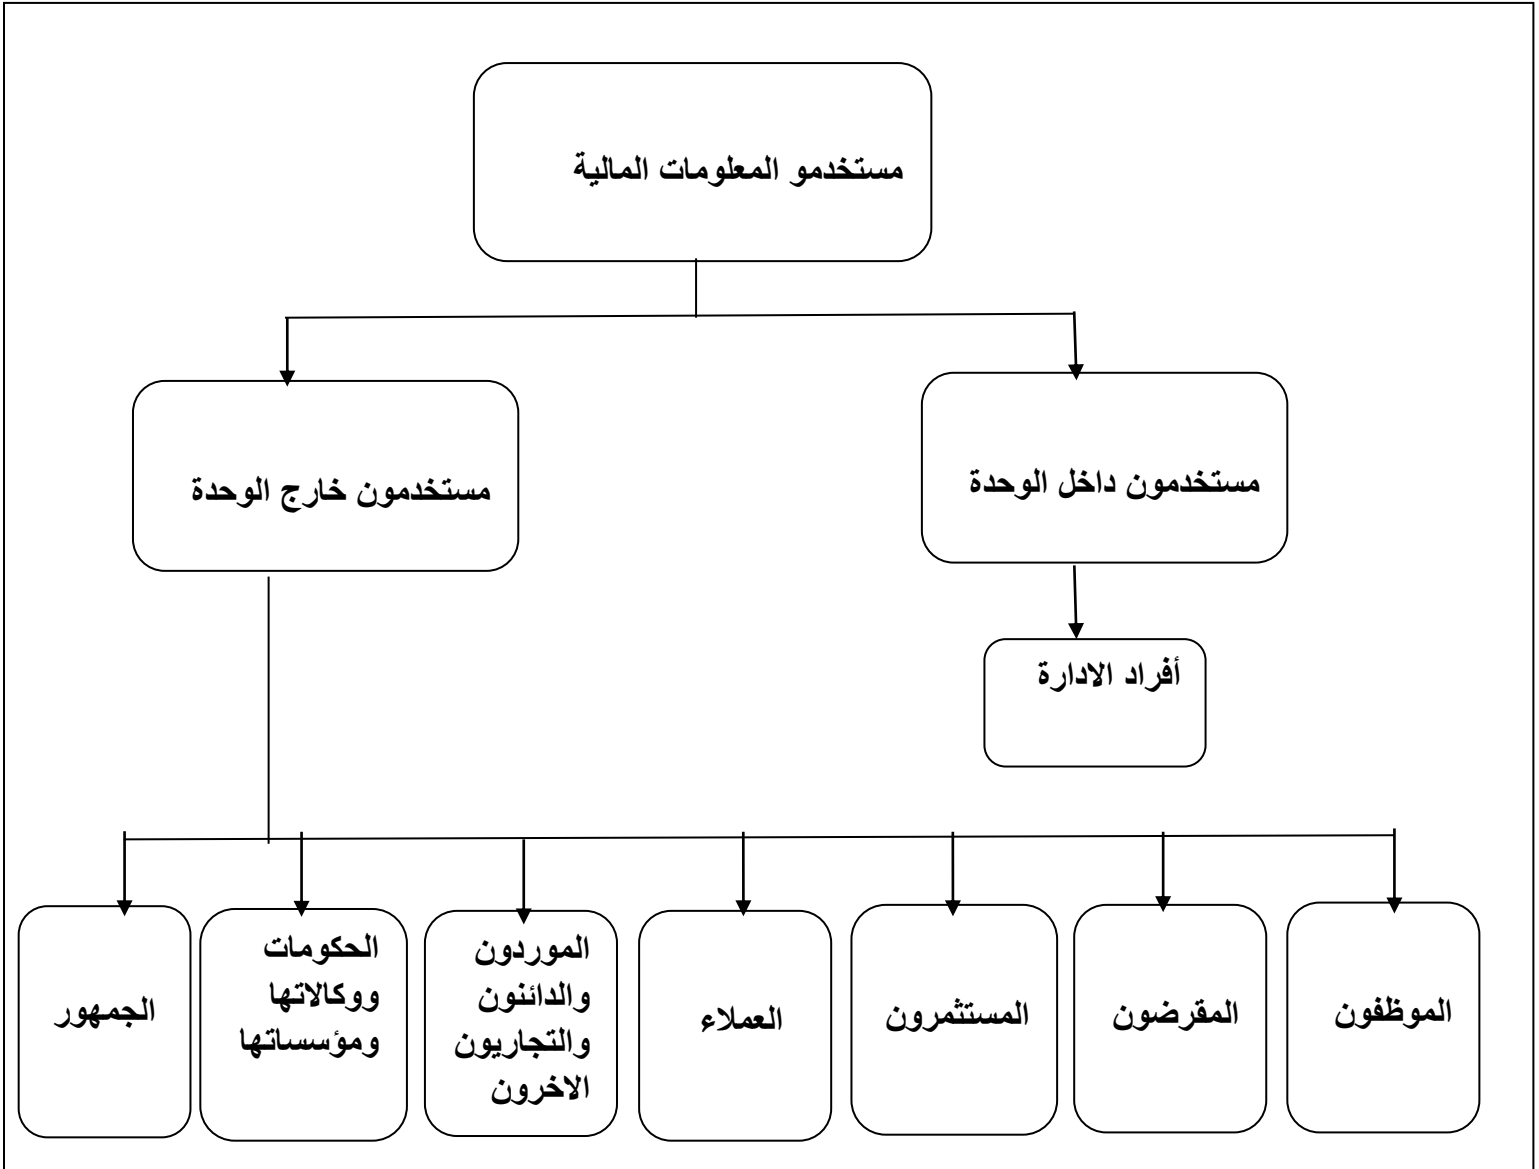 مستخدمو المعلومات المالية
مستخدمون داخل الوحدة
مستخدمون خارج الوحدة
أفراد الادارة
الموظفون
المقرضون
المستثمرون
العملاء
الموردون
والدائنون
والتجاريون
الاخرون
الحكومات
ووكالاتها
ومؤسساتها
الجمهور